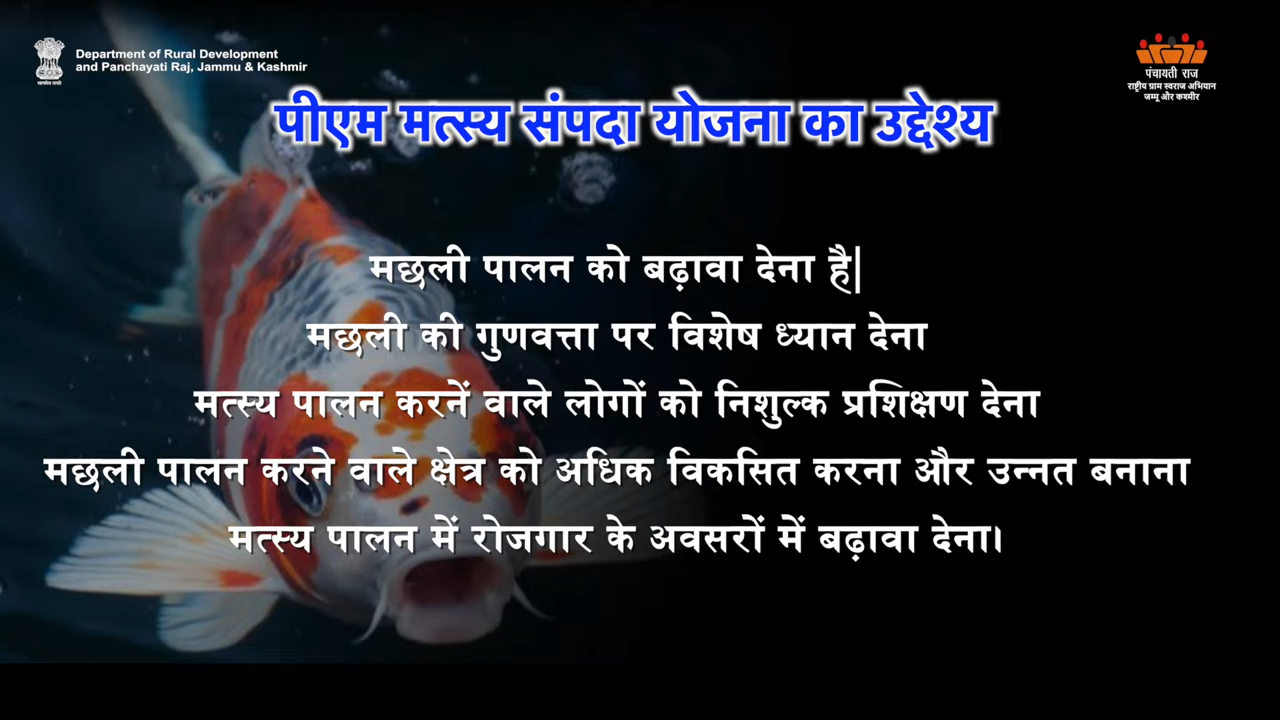 Department of Rural Development
and Panchayati Raj, Jammu & Kashmir
पंचायती राज
राष्ट्रीय ग्राम स्वराज अभियान
जम्मू और कश्मीर
पीएम मत्स्य संपदा योजना का उद्देश्य
मछली पालन को बढ़ावा देना है|
मछली की गुणवत्ता पर विशेष ध्यान देना
मत्स्य पालन करनें वाले लोगों को निशुल्क प्रशिक्षण देना
मछली पालन करने वाले क्षेत्र को अधिक विकसित करना और उन्नत बनाना
मत्स्य पालन में रोजगार के अवसरों में बढ़ावा देना।